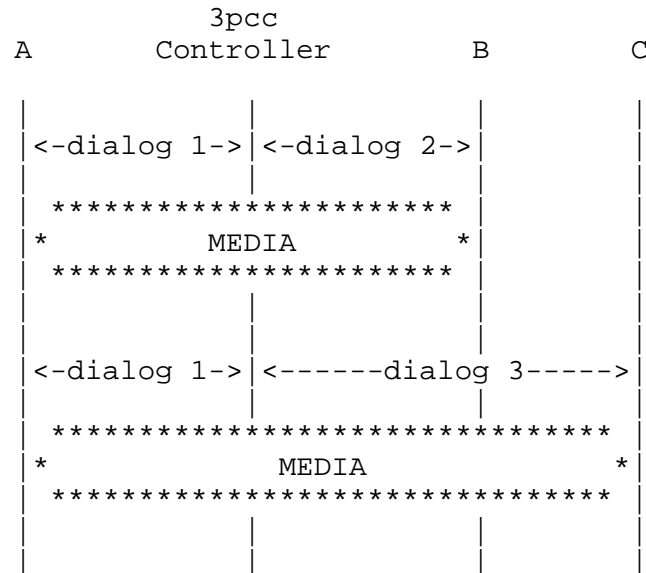 3pcc
A Controller B C
<-dialog 1-> <-dialog 2->
***********************
* MEDIA *
***********************
<-dialog 1-> <------dialog 3----->
********************************
* MEDIA *
********************************